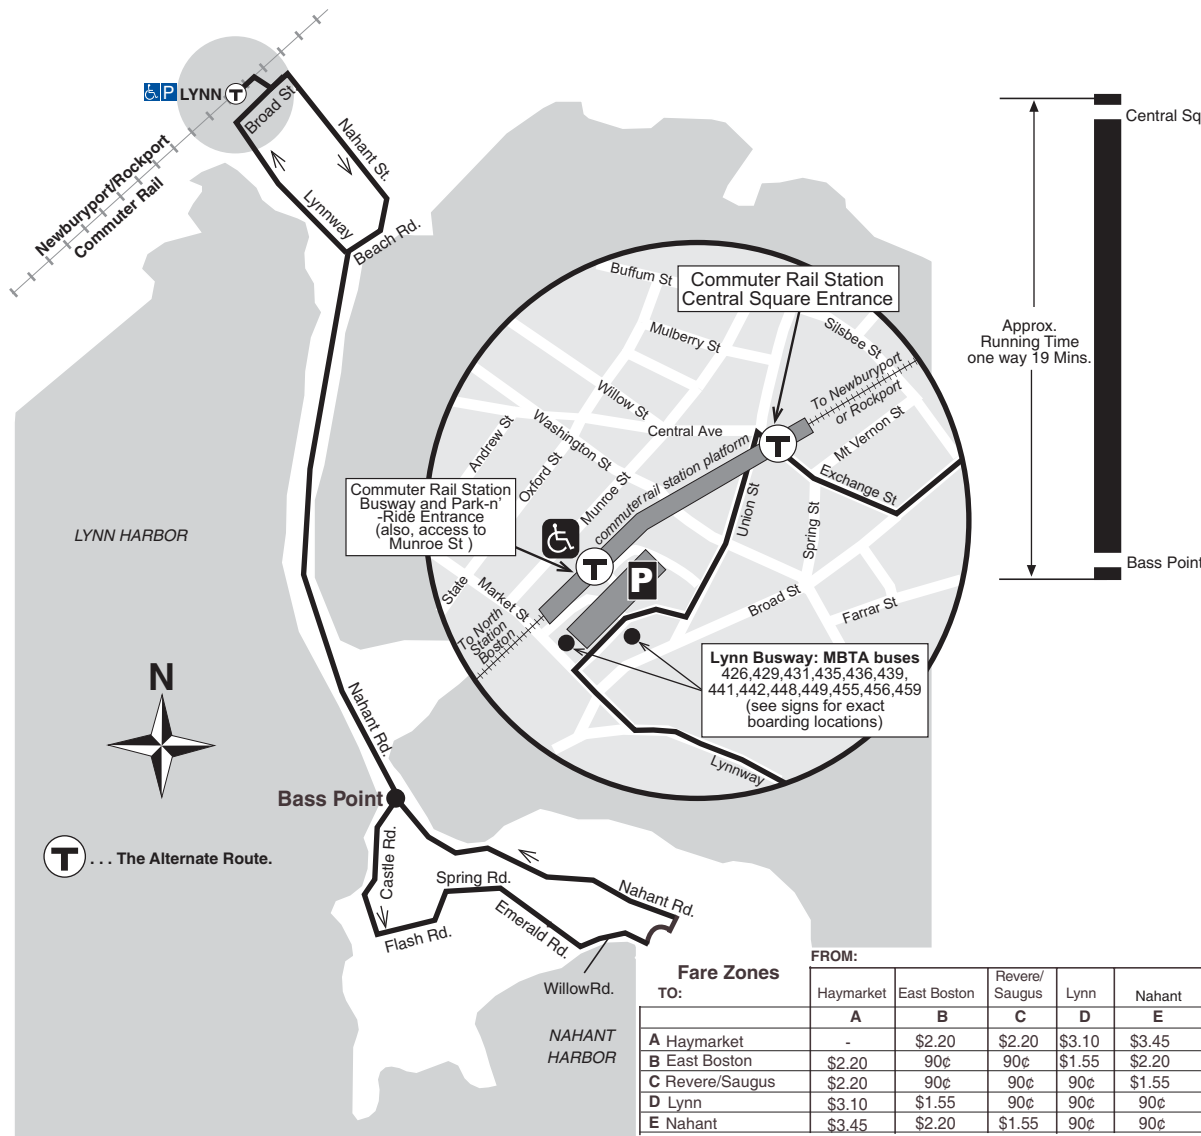 LYNN
P
T
Broad St
Nahant St.
Lynnway
Beach Rd.
Newburyport/Rockport
Commuter Rail
Central Sq
Approx.
Running Time
one way 19 Mins.
Bass Point
Commuter Rail Station
Central Square Entrance
Buffum St
Mulberry St
Silsbee St
Willow St
To Newburyport
or Rockport
Washington St
Central Ave
Andrew St
Oxford St
Munroe St
commuter rail station platform
T
Mt Vernon St
Exchange St
Union St
Spring St
Commuter Rail Station
Busway and Park-n'
-Ride Entrance
(also, access to
Munroe St )
T
P
State
Market St
Broad St
Farrar St
To North
Station
Boston
Lynn Busway: MBTA buses
426,429,431,435,436,439,
441,442,448,449,455,456,459
(see signs for exact
boarding locations)
Lynnway
LYNN HARBOR
N
Nahant Rd.
Bass Point
T . . . The Alternate Route.
Castle Rd.
Spring Rd.
Nahant Rd.
Flash Rd.
Emerald Rd.
WillowRd.
NAHANT
HARBOR
Fare Zones
FROM:
TO:
Haymarket East Boston Revere/ Saugus Lynn Nahant
A B C D E
A Haymarket - $2.20 $2.20 $3.10 $3.45
B East Boston $2.20 90¢ 90¢ $1.55 $2.20
C Revere/Saugus $2.20 90¢ 90¢ 90¢ $1.55
D Lynn $3.10 $1.55 90¢ 90¢ 90¢
E Nahant $3.45 $2.20 $1.55 90¢ 90¢